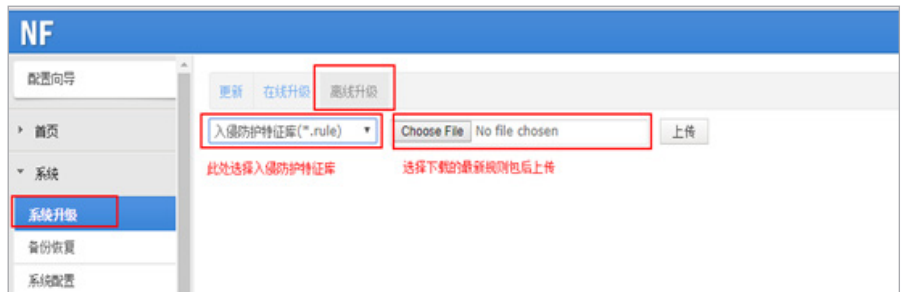 NF
配置向导
更新 在线升级 离线升级
首页
入侵防护特征库(*.rule) Choose File No file chosen 上传
系统
此处选择入侵防护特征库 选择下载的最新规则包后上传
系统升级
备份恢复
系统配置